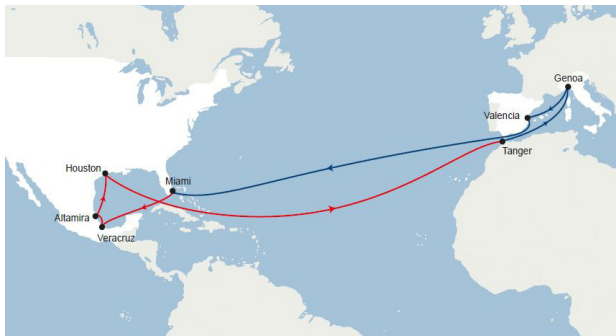 Genoa
Valencia
Tanger
Houston
Miami
Altamira
Veracruz